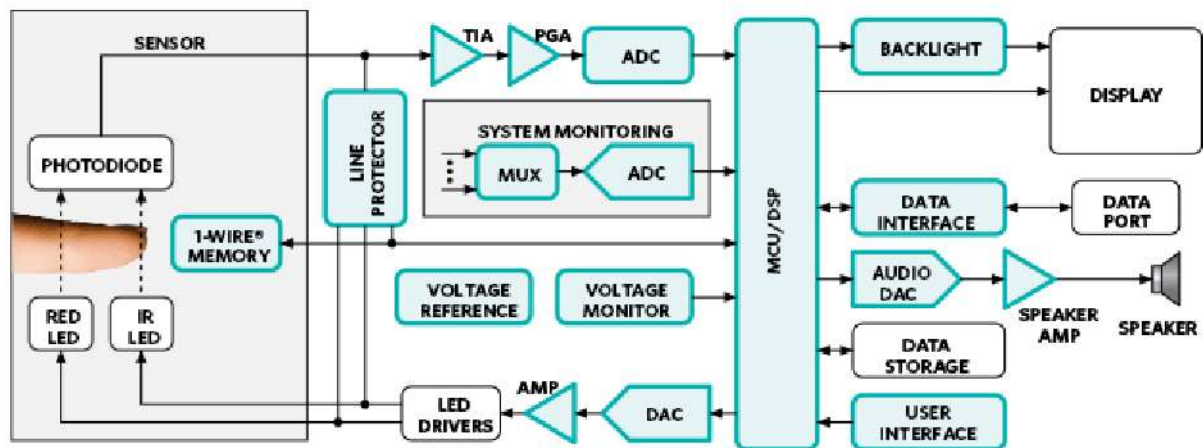 SENSOR
TIA
PGA
ADC
BACKLIGHT
DISPLAY
SYSTEM MONITORING
MUX
ADC
LINE
PROTECTOR
PHOTODIODE
1-WIRE®
MEMORY
MCU/DSP
DATA
INTERFACE
DATA
PORT
VOLTAGE
REFERENCE
VOLTAGE
MONITOR
AUDIO
DAC
SPEAKER
AMP
SPEAKER
RED
LED
IR
LED
DATA
STORAGE
LED
DRIVERS
AMP
DAC
USER
INTERFACE